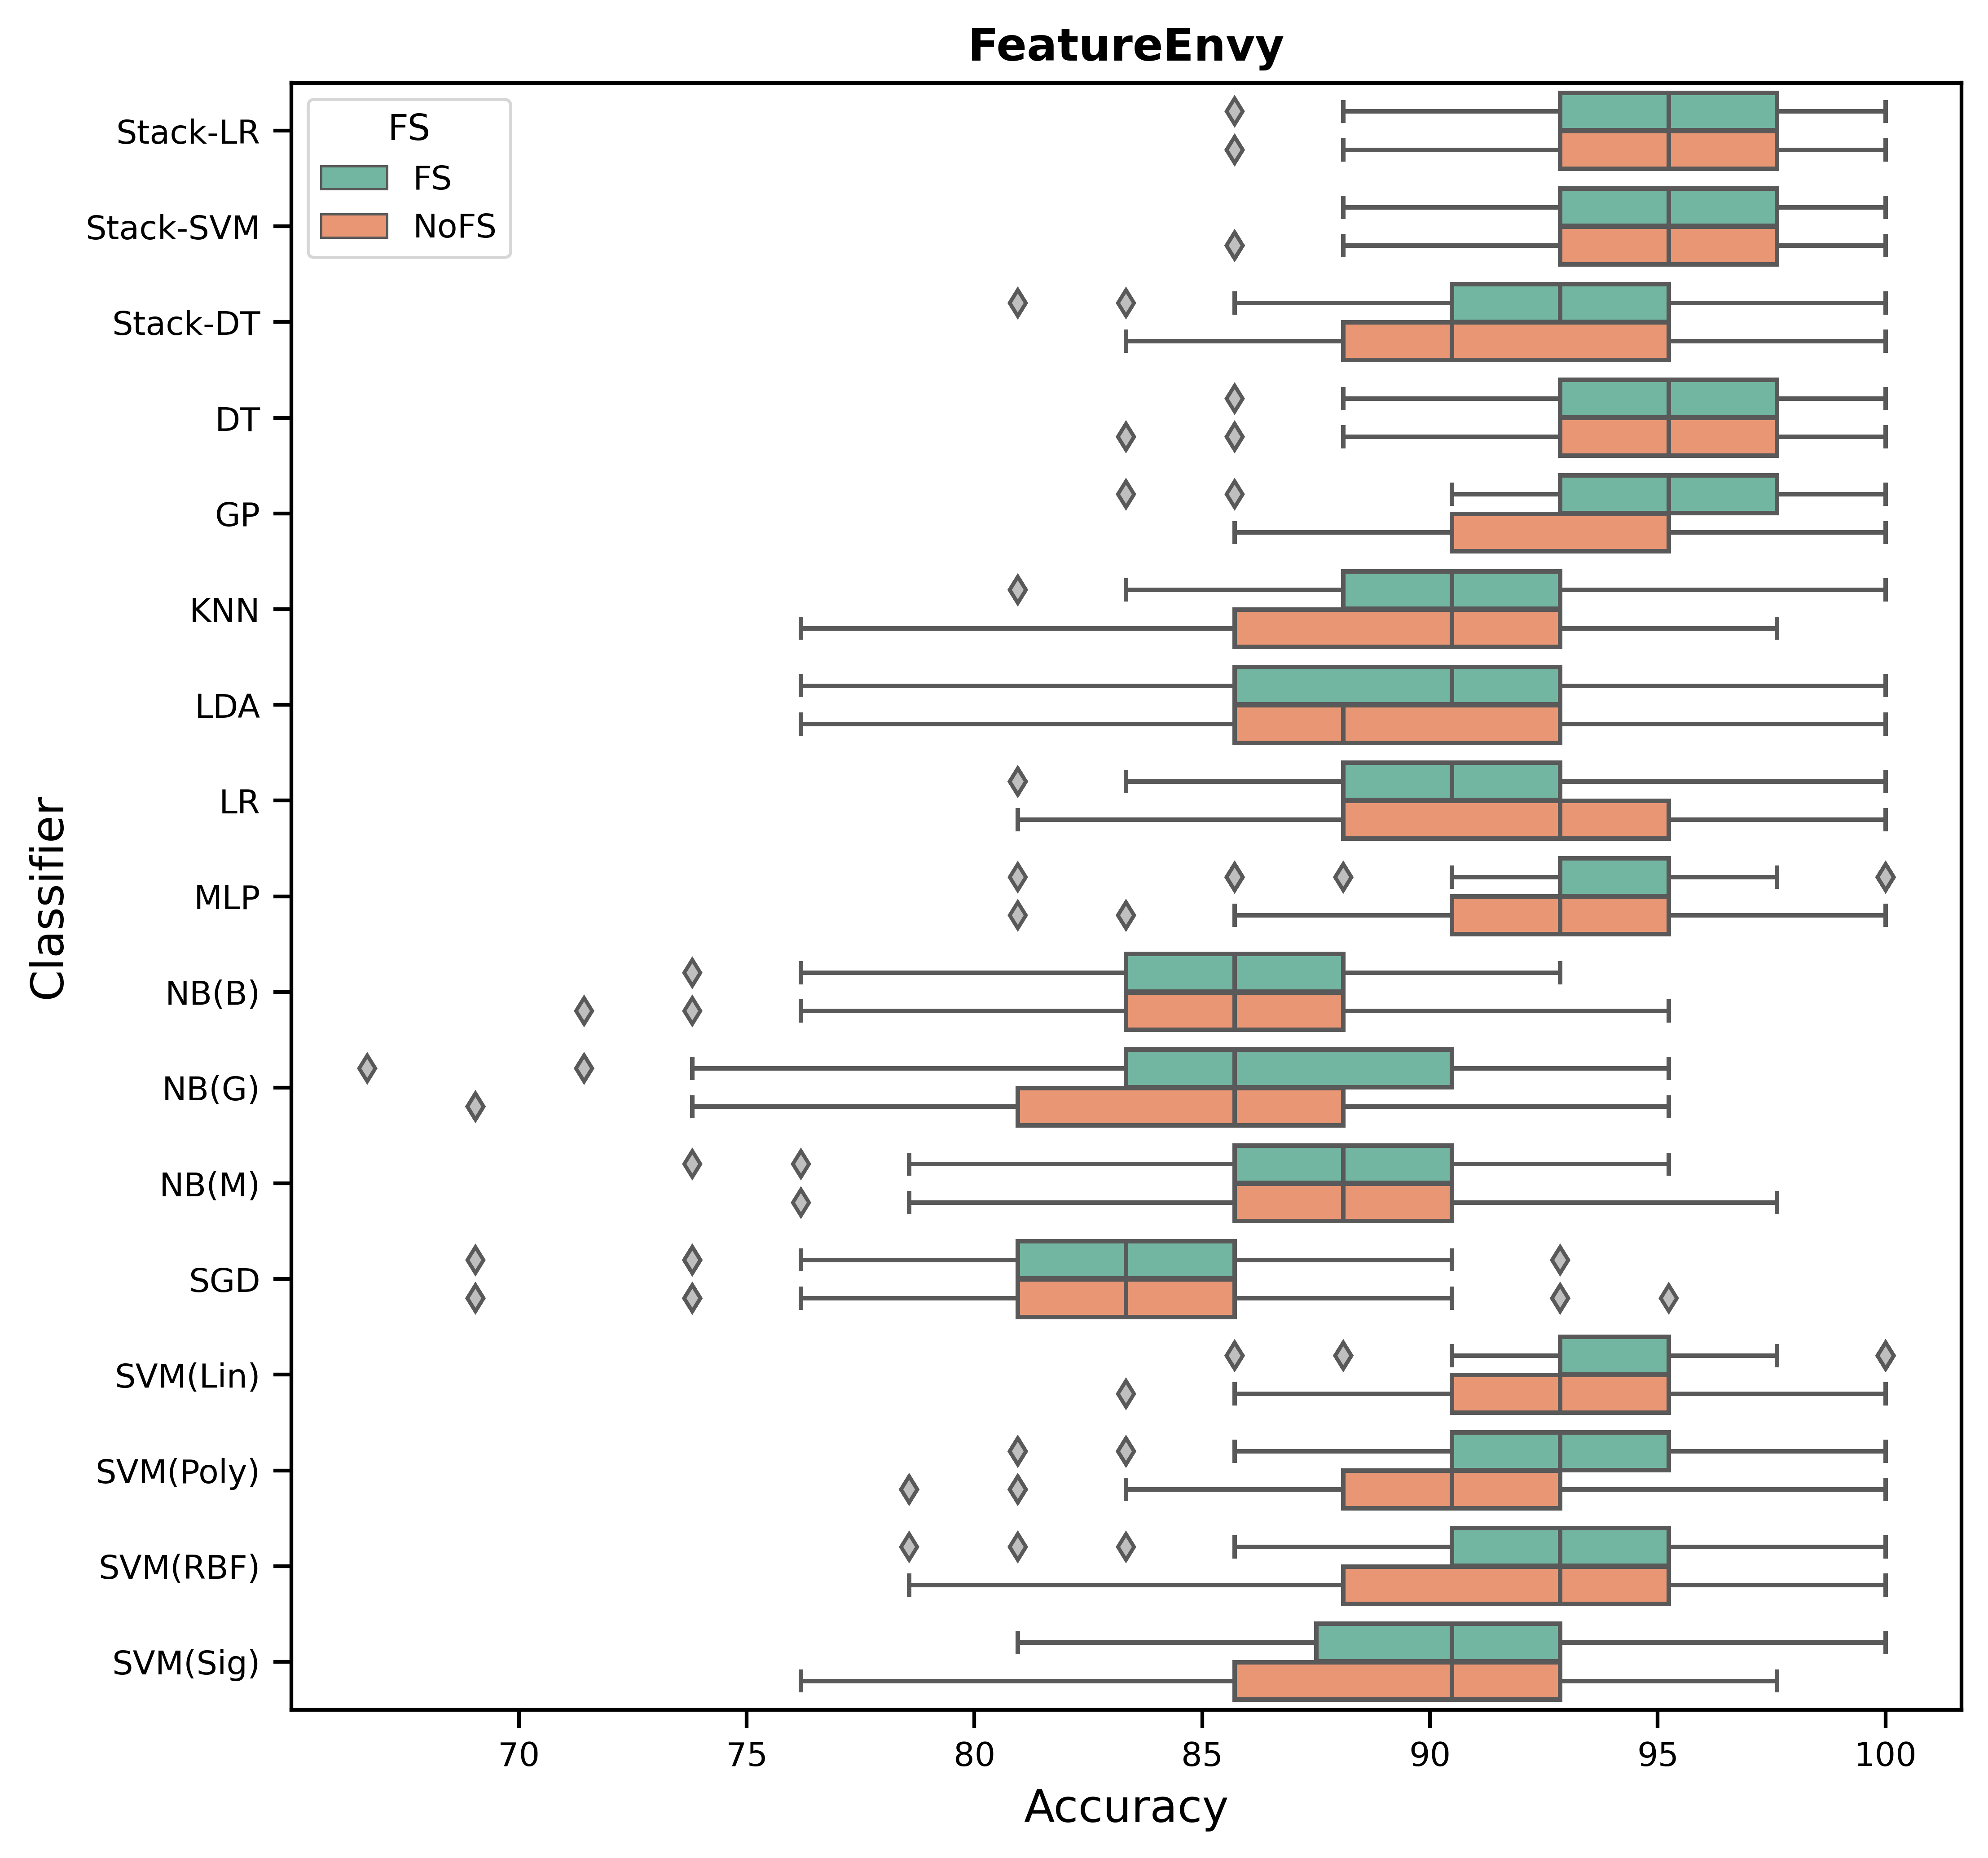 FeatureEnvy
FS
FS
NoFS
Stack-LR
Stack-SVM
Stack-DT
DT
GP
KNN
LDA
LR
MLP
NB(B)
NB(G)
NB(M)
SGD
SVM(Lin)
SVM(Poly)
SVM(RBF)
SVM(Sig)
Classifier
70 75 80 85 90 95 100
Accuracy